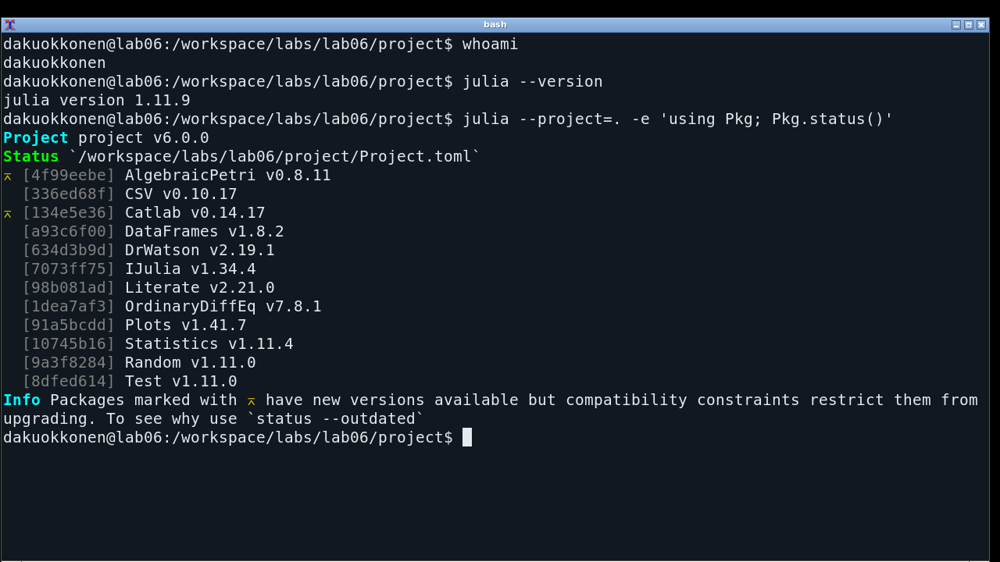 bash
dakuokkonen@lab06:/workspace/labs/lab06/project$ whoami
dakuokkonen
dakuokkonen@lab06:/workspace/labs/lab06/project$ julia --version
julia version 1.11.9
dakuokkonen@lab06:/workspace/labs/lab06/project$ julia --project=. -e 'using Pkg; Pkg.status()'
Project project v6.0.0
Status `/workspace/labs/lab06/project/Project.toml`
⌅ [4f99eebe] AlgebraicPetri v0.8.11
[336ed68f] CSV v0.10.17
⌅ [134e5e36] Catlab v0.14.17
[a93c6f00] DataFrames v1.8.2
[634d3b9d] DrWatson v2.19.1
[7073ff75] IJulia v1.34.4
[98b081ad] Literate v2.21.0
[1dea7af3] OrdinaryDiffEq v7.8.1
[91a5bcdd] Plots v1.41.7
[10745b16] Statistics v1.11.4
[9a3f8284] Random v1.11.0
[8dfed614] Test v1.11.0
Info Packages marked with ⌅ have new versions available but compatibility constraints restrict them from
upgrading. To see why use `status --outdated`
dakuokkonen@lab06:/workspace/labs/lab06/project$